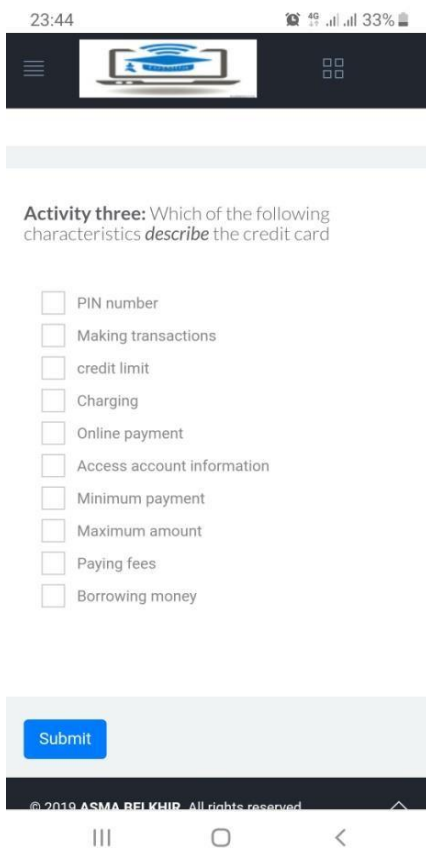 23:44
4G
33%
Activity three: Which of the following
characteristics describe the credit card
PIN number
Making transactions
credit limit
Charging
Online payment
Access account information
Minimum payment
Maximum amount
Paying fees
Borrowing money
Submit
© 2019 ASMA BELKHIR. All rights reserved